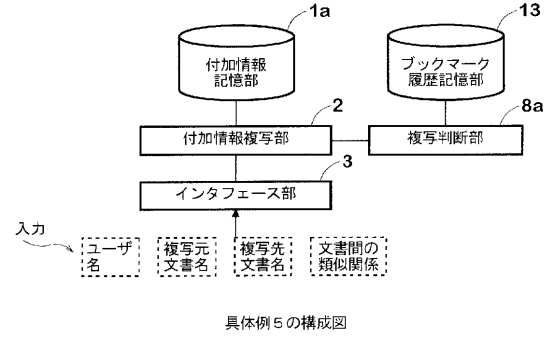 1a
13
付加情報
記憶部
ブックマーク
履歴記憶部
2
8a
付加情報複写部
複写判断部
3
インタフェース部
入力
ユーザ
名
複写元
文書名
複写先
文書名
文書間の
類似関係
具体例５の構成図